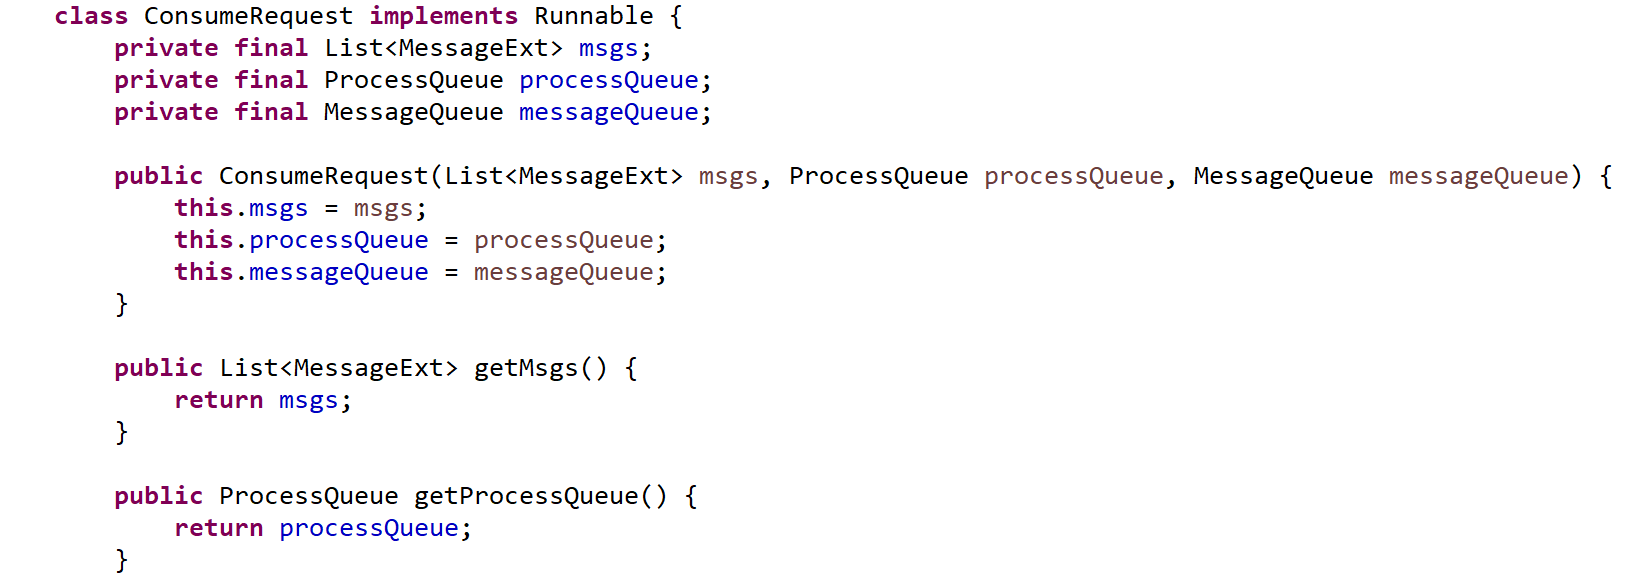 class ConsumeRequest implements Runnable {
private final List<MessageExt> msgs;
private final ProcessQueue processQueue;
private final MessageQueue messageQueue;
public ConsumeRequest(List<MessageExt> msgs, ProcessQueue processQueue, MessageQueue messageQueue) {
this.msgs = msgs;
this.processQueue = processQueue;
this.messageQueue = messageQueue;
}
public List<MessageExt> getMsgs() {
return msgs;
}
public ProcessQueue getProcessQueue() {
return processQueue;
}